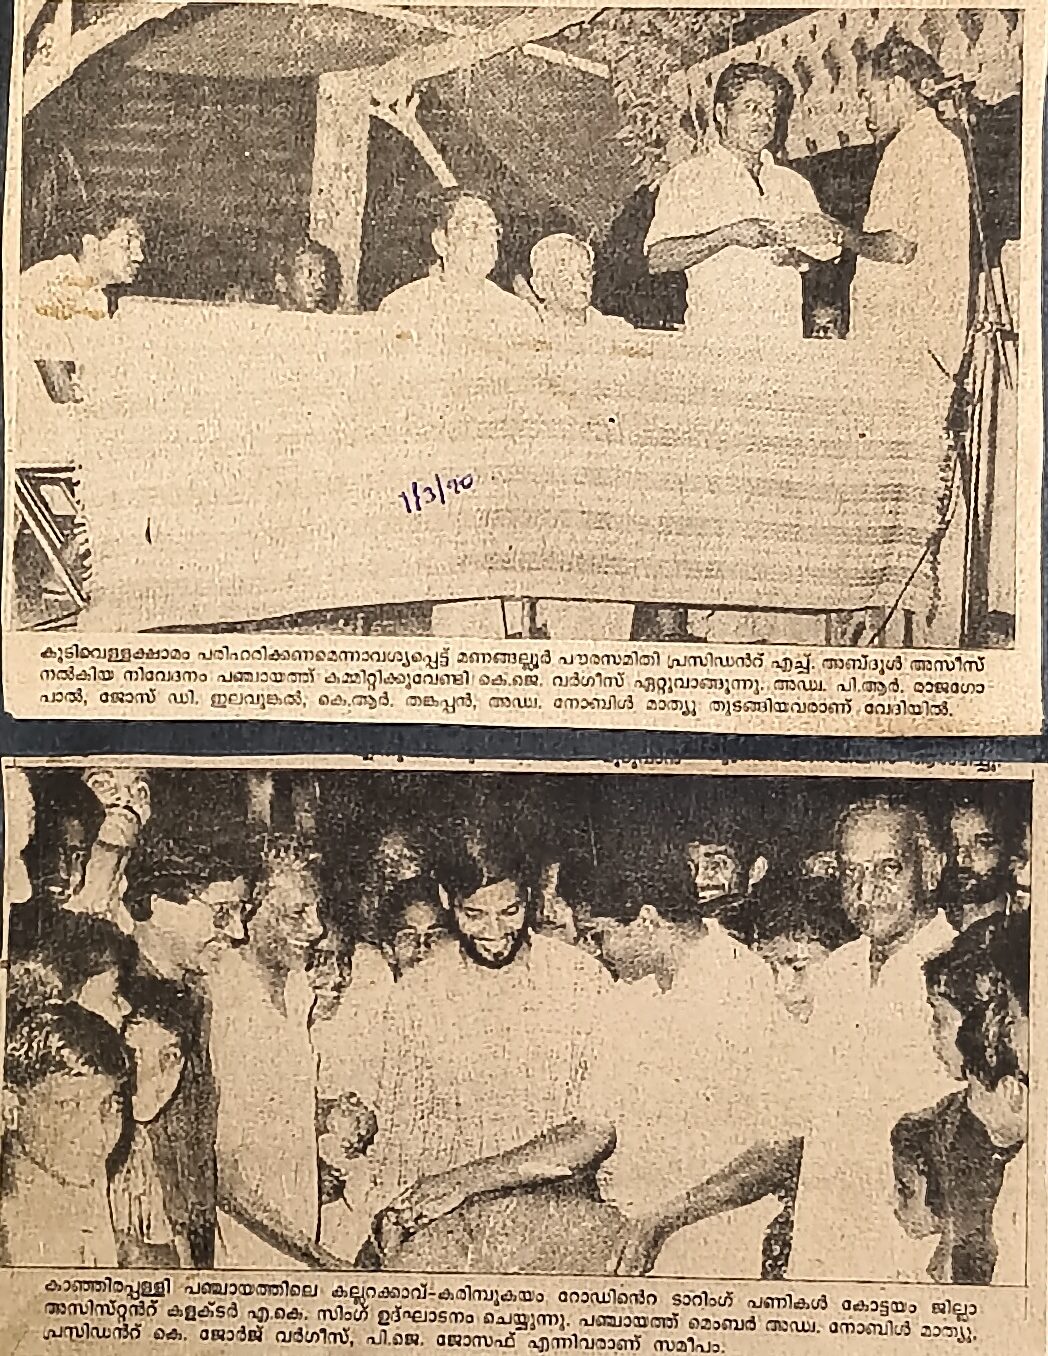 1/3/90
കുടിവെള്ളക്ഷാമം പരിഹരിക്കണമെന്നാവശ്യപ്പെട്ട് മണങ്ങല്ലൂർ പൗരസമിതി പ്രസിഡൻറ് എച്ച്. അബ്ദുൾ അസീസ്
നൽകിയ നിവേദനം പഞ്ചായത്ത് കമ്മിറ്റിക്കുവേണ്ടി കെ.ജെ. വർഗീസ് ഏറ്റുവാങ്ങുന്നു. അഡ്വ. പി.ആർ. രാജഗോ-
പാൽ, ജോസ് ഡി. ഇലവുങ്കൽ, കെ.ആർ. തങ്കപ്പൻ, അഡ്വ. നോബിൾ മാത്യു തുടങ്ങിയവരാണ് വേദിയിൽ.
കാഞ്ഞിരപ്പള്ളി പഞ്ചായത്തിലെ കല്ലറക്കാവ്-കരിമ്പുകയം റോഡിൻെറ ടാറിംഗ് പണികൾ കോട്ടയം ജില്ലാ
അസിസ്റ്റൻറ് കളക്ടർ എ.കെ. സിംഗ് ഉദ്ഘാടനം ചെയ്യുന്നു. പഞ്ചായത്ത് മെംബർ അഡ്വ. നോബിൾ മാത്യു,
പ്രസിഡൻറ് കെ. ജോർജ് വർഗീസ്, പി.ജെ. ജോസഫ് എന്നിവരാണ് സമീപം.